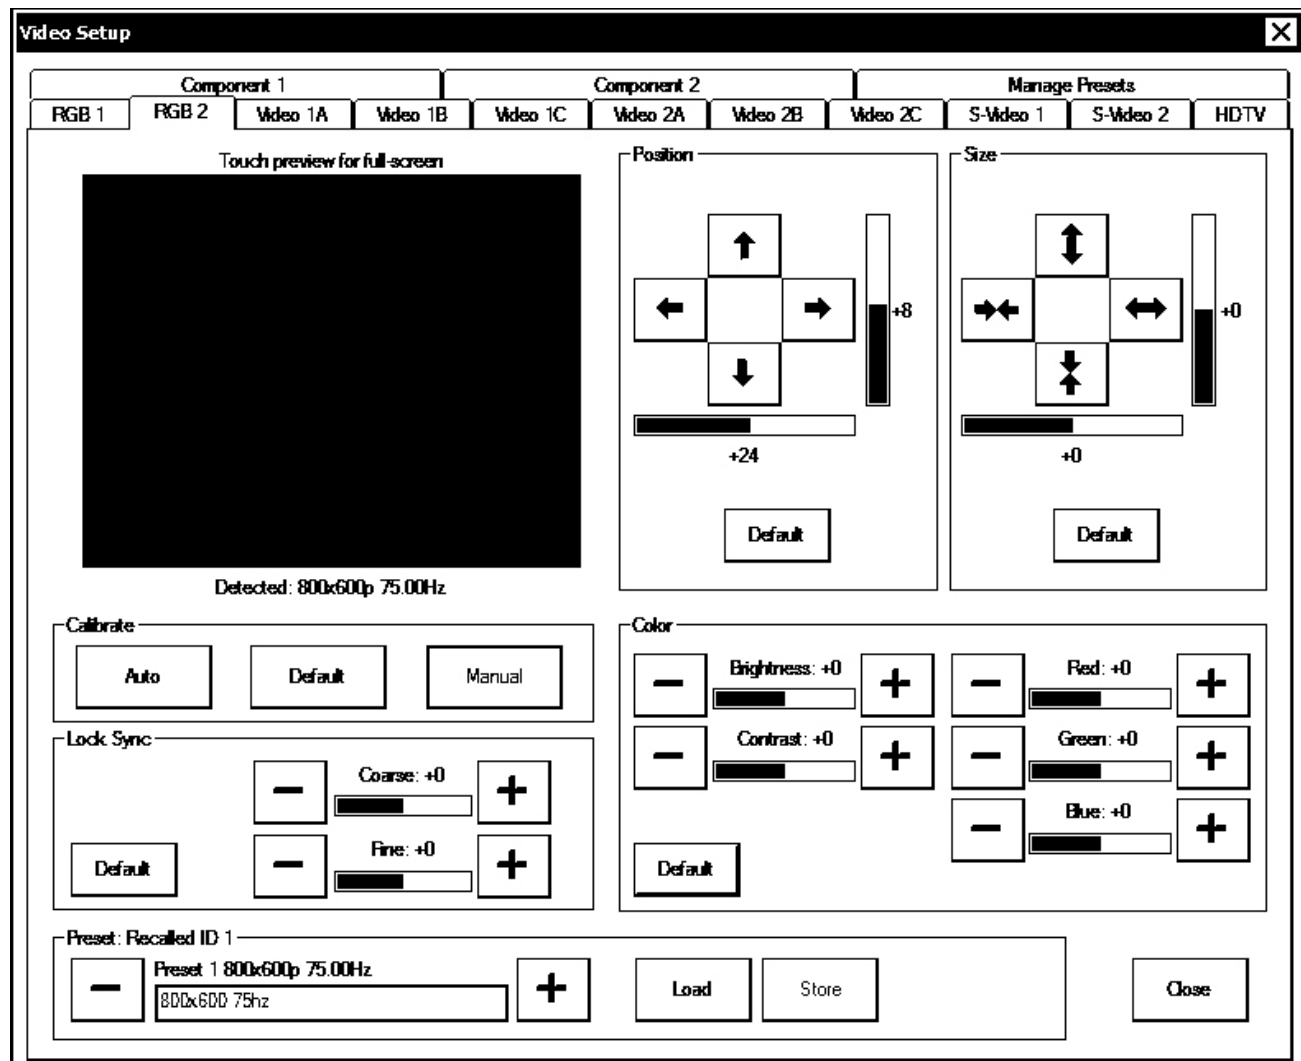 Video Setup
Component 1 Component 2 Manage Presets
RGB 1 RGB 2 Video 1A Video 1B Video 1C Video 2A Video 2B Video 2C S-Video 1 S-Video 2 HDTV
Touch preview for full-screen
Position
+8
+24
Default
Size
+0
+0
Default
Detected: 800x600p 75.00Hz
Calibrate
Auto Default Manual
Lock Sync
Coarse: +0
Fine: +0
Default
Color
Brightness: +0
Contrast: +0
Red: +0
Green: +0
Blue: +0
Default
Preset: Recalled ID 1
Preset 1 800x600p 75.00Hz
800x600 75hz
Load Store
Close